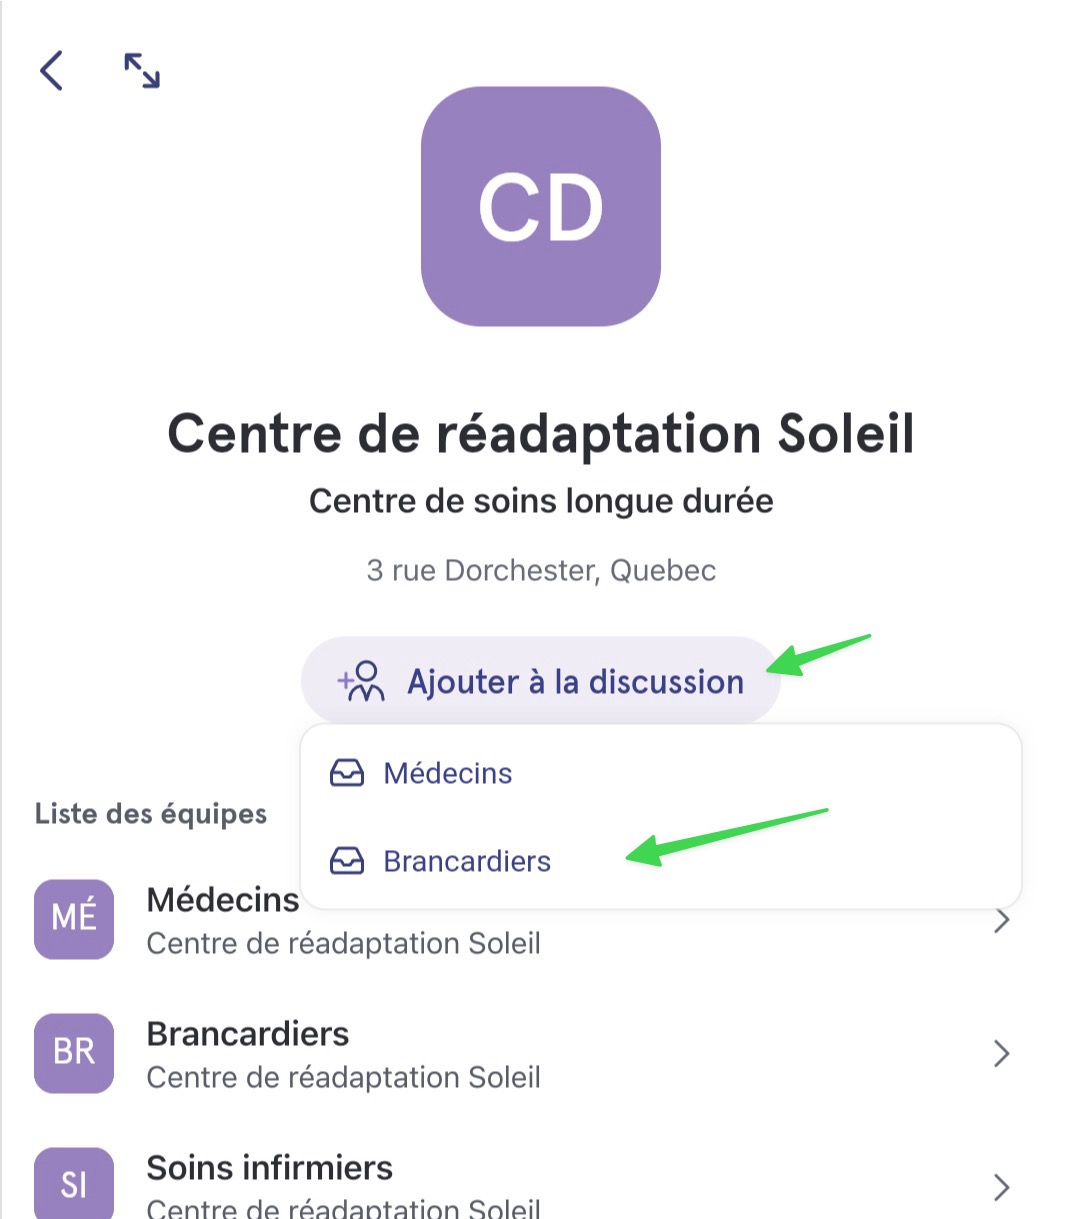 CD
Centre de réadaptation Soleil
Centre de soins longue durée
3 rue Dorchester, Quebec
Ajouter à la discussion
Médecins
Brancardiers
Liste des équipes
MÉ
Médecins
Centre de réadaptation Soleil
BR
Brancardiers
Centre de réadaptation Soleil
SI
Soins infirmiers
Centre de réadaptation Soleil